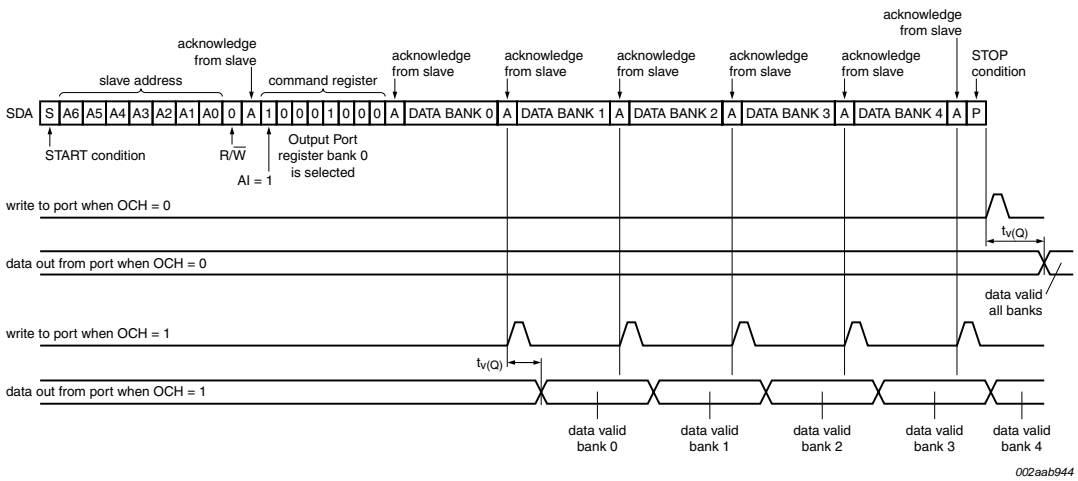 acknowledge
from slave
acknowledge
from slave
acknowledge
from slave
acknowledge
from slave
acknowledge
from slave
acknowledge
from slave
acknowledge
from slave
STOP
condition
slave address
command register
SDA S A6 A5 A4 A3 A2 A1 A0 0 A 1 0 0 0 1 0 0 0 A DATA BANK 0 A DATA BANK 1 A DATA BANK 2 A DATA BANK 3 A DATA BANK 4 A P
START condition
R/W
AI = 1
Output Port
register bank 0
is selected
write to port when OCH = 0
tv(Q)
data out from port when OCH = 0
data valid
all banks
write to port when OCH = 1
tv(Q)
data out from port when OCH = 1
data valid
bank 0
data valid
bank 1
data valid
bank 2
data valid
bank 3
data valid
bank 4
002aab944